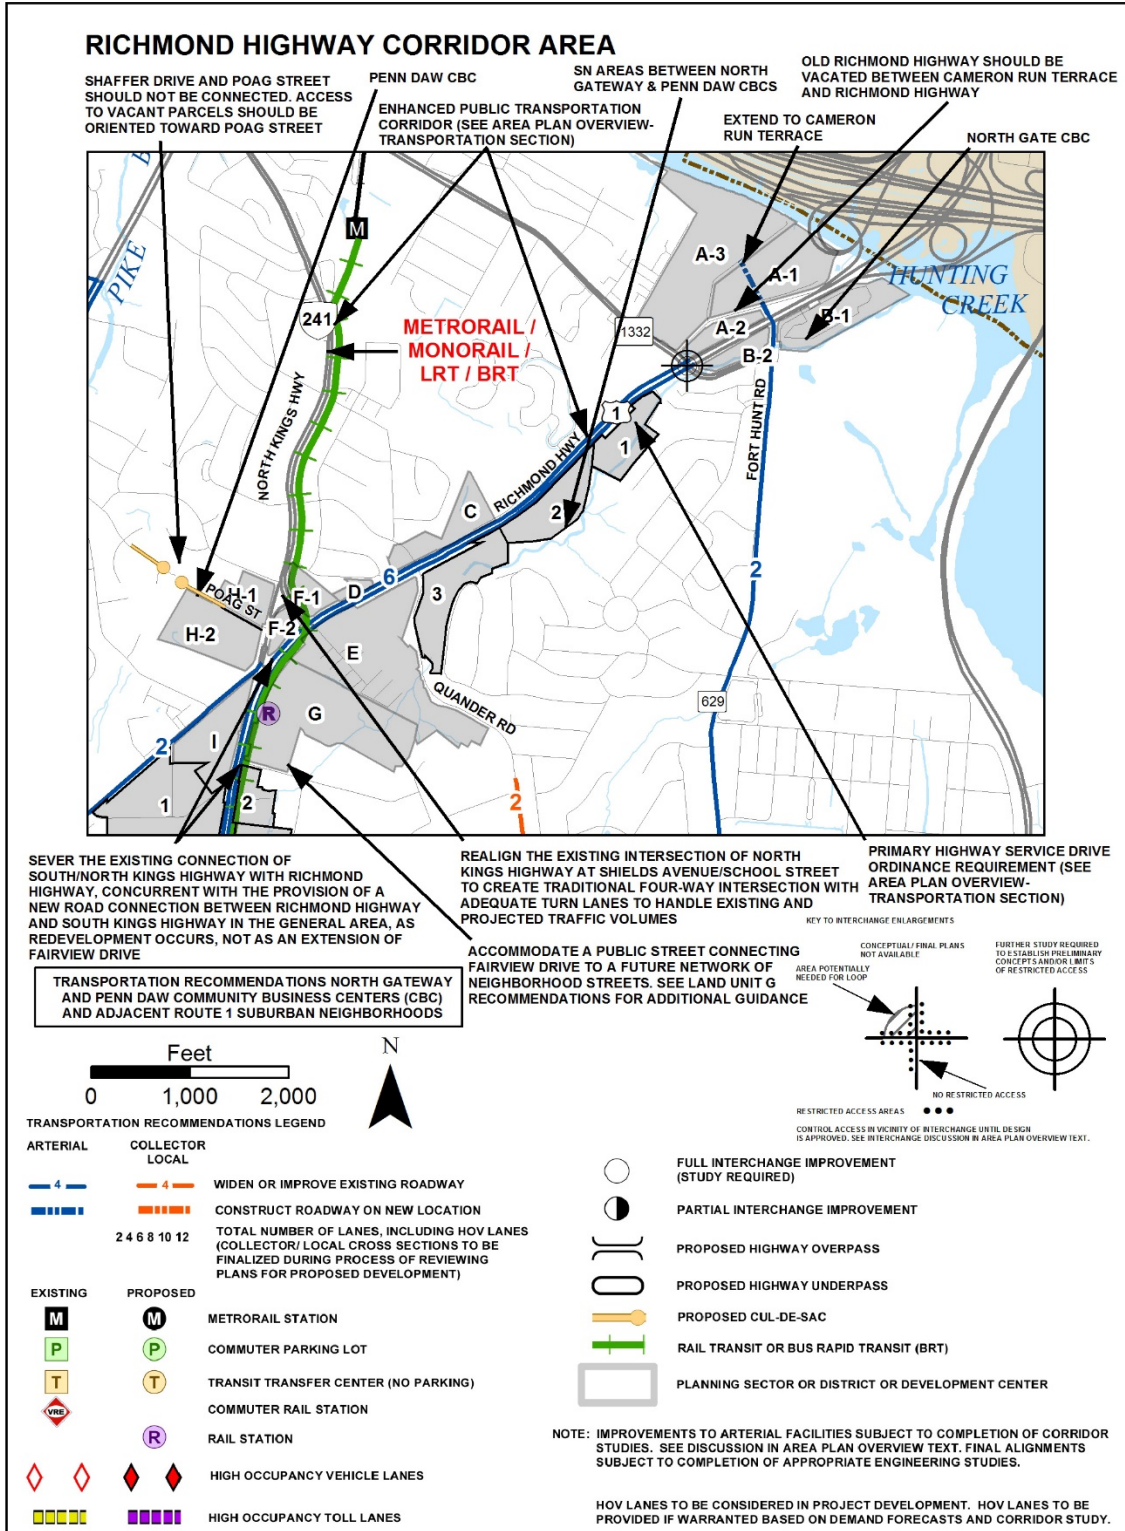 RICHMOND HIGHWAY CORRIDOR AREA
SHAFFER DRIVE AND POAG STREET
SHOULD NOT BE CONNECTED. ACCESS
TO VACANT PARCELS SHOULD BE
ORIENTED TOWARD POAG STREET
PENN DAW CBC
ENHANCED PUBLIC TRANSPORTATION
CORRIDOR (SEE AREA PLAN OVERVIEW-
TRANSPORTATION SECTION)
SN AREAS BETWEEN NORTH
GATEWAY & PENN DAW CBCS
OLD RICHMOND HIGHWAY SHOULD BE
VACATED BETWEEN CAMERON RUN TERRACE
AND RICHMOND HIGHWAY
EXTEND TO CAMERON
RUN TERRACE
NORTH GATE CBC
PIKE
M
241
METRORAIL /
MONORAIL /
LRT / BRT
NORTH KINGS HWY
1332
A-3
A-1
A-2
B-1
B-2
HUNTING
CREEK
FORT HUNT RD
1
1
RICHMOND HWY
2
C
6
D
3
POAG ST
H-1
H-2
F-1
F-2
E
QUANDER RD
2
629
R
G
I
2
1
2
2
SEVER THE EXISTING CONNECTION OF
SOUTH/NORTH KINGS HIGHWAY WITH RICHMOND
HIGHWAY, CONCURRENT WITH THE PROVISION OF A
NEW ROAD CONNECTION BETWEEN RICHMOND HIGHWAY
AND SOUTH KINGS HIGHWAY IN THE GENERAL AREA, AS
REDEVELOPMENT OCCURS, NOT AS AN EXTENSION OF
FAIRVIEW DRIVE
REALIGN THE EXISTING INTERSECTION OF NORTH
KINGS HIGHWAY AT SHIELDS AVENUE/SCHOOL STREET
TO CREATE TRADITIONAL FOUR-WAY INTERSECTION WITH
ADEQUATE TURN LANES TO HANDLE EXISTING AND
PROJECTED TRAFFIC VOLUMES
PRIMARY HIGHWAY SERVICE DRIVE
ORDINANCE REQUIREMENT (SEE
AREA PLAN OVERVIEW-
TRANSPORTATION SECTION)
ACCOMMODATE A PUBLIC STREET CONNECTING
FAIRVIEW DRIVE TO A FUTURE NETWORK OF
NEIGHBORHOOD STREETS. SEE LAND UNIT G
RECOMMENDATIONS FOR ADDITIONAL GUIDANCE
TRANSPORTATION RECOMMENDATIONS NORTH GATEWAY
AND PENN DAW COMMUNITY BUSINESS CENTERS (CBC)
AND ADJACENT ROUTE 1 SUBURBAN NEIGHBORHOODS
KEY TO INTERCHANGE ENLARGEMENTS
CONCEPTUAL/ FINAL PLANS
NOT AVAILABLE
AREA POTENTIALLY
NEEDED FOR LOOP
FURTHER STUDY REQUIRED
TO ESTABLISH PRELIMINARY
CONCEPTS AND/OR LIMITS
OF RESTRICTED ACCESS
NO RESTRICTED ACCESS
RESTRICTED ACCESS AREAS
CONTROL ACCESS IN VICINITY OF INTERCHANGE UNTIL DESIGN
IS APPROVED. SEE INTERCHANGE DISCUSSION IN AREA PLAN OVERVIEW TEXT.
Feet
0 1,000 2,000
N
TRANSPORTATION RECOMMENDATIONS LEGEND
ARTERIAL
COLLECTOR
LOCAL
4 4 WIDEN OR IMPROVE EXISTING ROADWAY
CONSTRUCT ROADWAY ON NEW LOCATION
2 4 6 8 10 12 TOTAL NUMBER OF LANES, INCLUDING HOV LANES
(COLLECTOR/ LOCAL CROSS SECTIONS TO BE
FINALIZED DURING PROCESS OF REVIEWING
PLANS FOR PROPOSED DEVELOPMENT)
EXISTING PROPOSED
M M METRORAIL STATION
P P COMMUTER PARKING LOT
T T TRANSIT TRANSFER CENTER (NO PARKING)
VRE COMMUTER RAIL STATION
R RAIL STATION
HIGH OCCUPANCY VEHICLE LANES
HIGH OCCUPANCY TOLL LANES
FULL INTERCHANGE IMPROVEMENT
(STUDY REQUIRED)
PARTIAL INTERCHANGE IMPROVEMENT
PROPOSED HIGHWAY OVERPASS
PROPOSED HIGHWAY UNDERPASS
PROPOSED CUL-DE-SAC
RAIL TRANSIT OR BUS RAPID TRANSIT (BRT)
PLANNING SECTOR OR DISTRICT OR DEVELOPMENT CENTER
NOTE: IMPROVEMENTS TO ARTERIAL FACILITIES SUBJECT TO COMPLETION OF CORRIDOR
STUDIES. SEE DISCUSSION IN AREA PLAN OVERVIEW TEXT. FINAL ALIGNMENTS
SUBJECT TO COMPLETION OF APPROPRIATE ENGINEERING STUDIES.
HOV LANES TO BE CONSIDERED IN PROJECT DEVELOPMENT. HOV LANES TO BE
PROVIDED IF WARRANTED BASED ON DEMAND FORECASTS AND CORRIDOR STUDY.